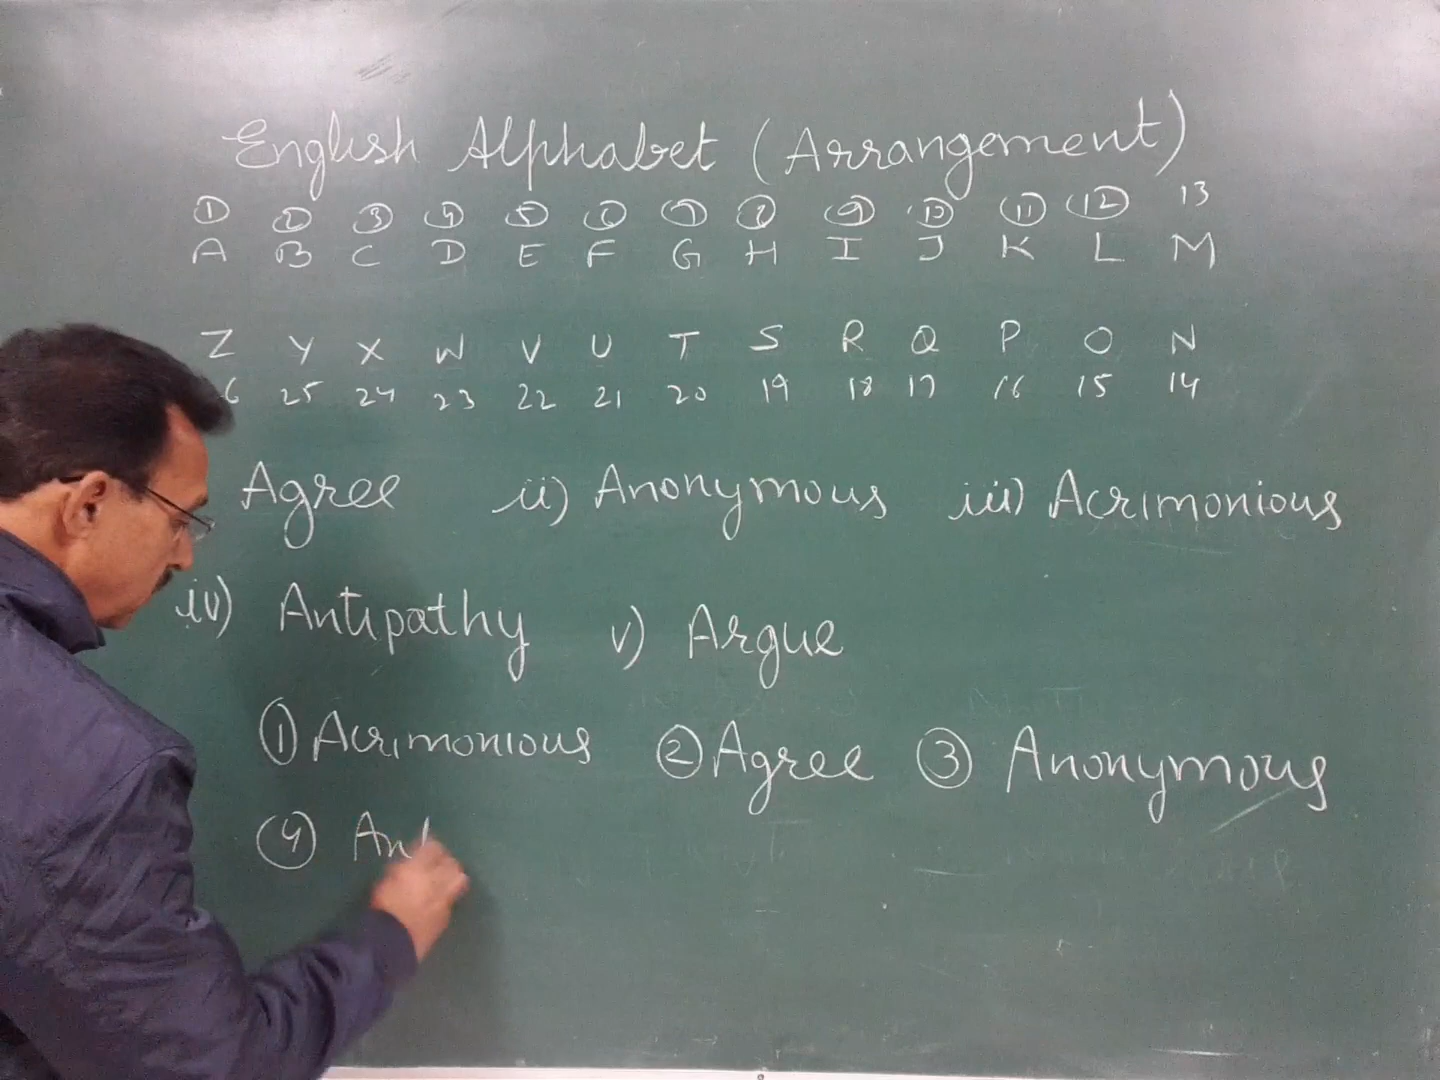 English Alphabet (Arrangement)
① ② ③ ④ ⑤ ⑥ ⑦ ⑧ ⑨ ⑩ ⑪ ⑫ 13
A B C D E F G H I J K L M
Z Y X W V U T S R Q P O N
6 25 24 23 22 21 20 19 18 17 16 15 14
Agree ii) Anonymous iii) Acrimonious
iv) Antipathy v) Argue
① Acrimonious ② Agree ③ Anonymous
④ Ant